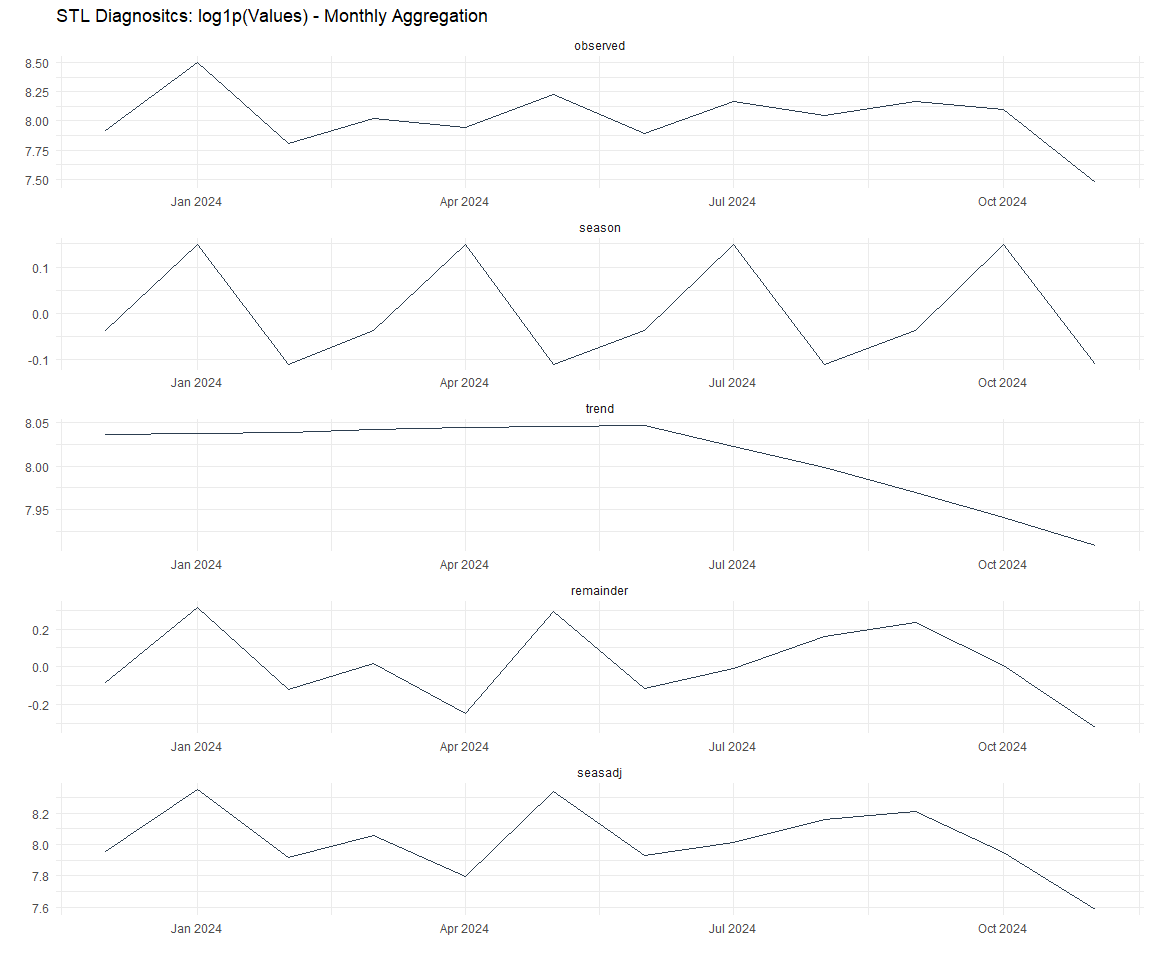 STL Diagnositcs: log1p(Values) - Monthly Aggregation
observed
8.50
8.25
8.00
7.75
7.50
Jan 2024 Apr 2024 Jul 2024 Oct 2024
season
0.1
0.0
-0.1
Jan 2024 Apr 2024 Jul 2024 Oct 2024
trend
8.05
8.00
7.95
Jan 2024 Apr 2024 Jul 2024 Oct 2024
remainder
0.2
0.0
-0.2
Jan 2024 Apr 2024 Jul 2024 Oct 2024
seasadj
8.2
8.0
7.8
7.6
Jan 2024 Apr 2024 Jul 2024 Oct 2024